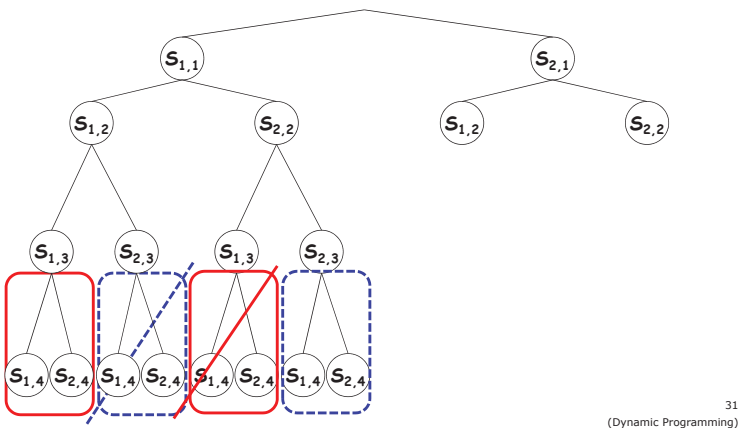 S1,1 S2,1
S1,2 S2,2 S1,2 S2,2
S1,3 S2,3 S1,3 S2,3
S1,4 S2,4 S1,4 S2,4 S1,4 S2,4 S1,4 S2,4
31
(Dynamic Programming)